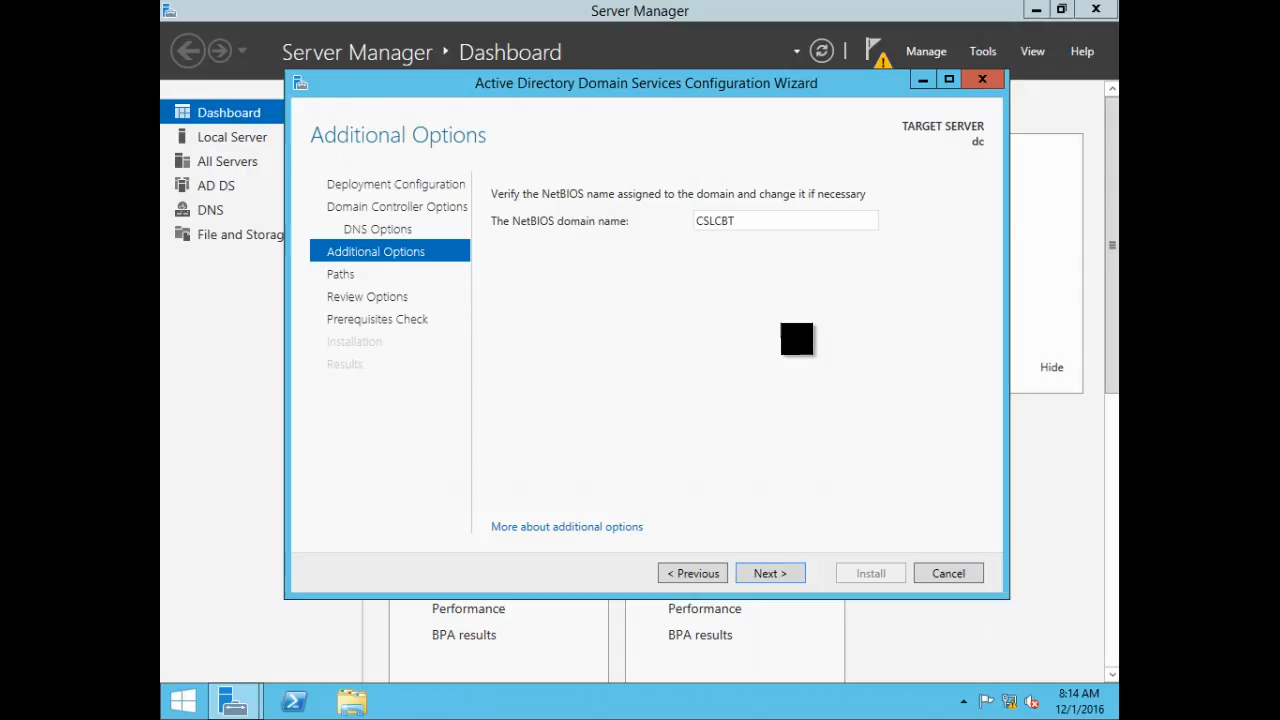 Server Manager
Server Manager ‣ Dashboard
Manage
Tools
View
Help
Active Directory Domain Services Configuration Wizard
Dashboard
Local Server
All Servers
AD DS
DNS
File and Storag
Additional Options
TARGET SERVER
dc
Deployment Configuration
Domain Controller Options
DNS Options
Additional Options
Paths
Review Options
Prerequisites Check
Installation
Results
Verify the NetBIOS name assigned to the domain and change it if necessary
The NetBIOS domain name: CSLCBT
More about additional options
Hide
< Previous
Next >
Install
Cancel
Performance
BPA results
Performance
BPA results
8:14 AM
12/1/2016